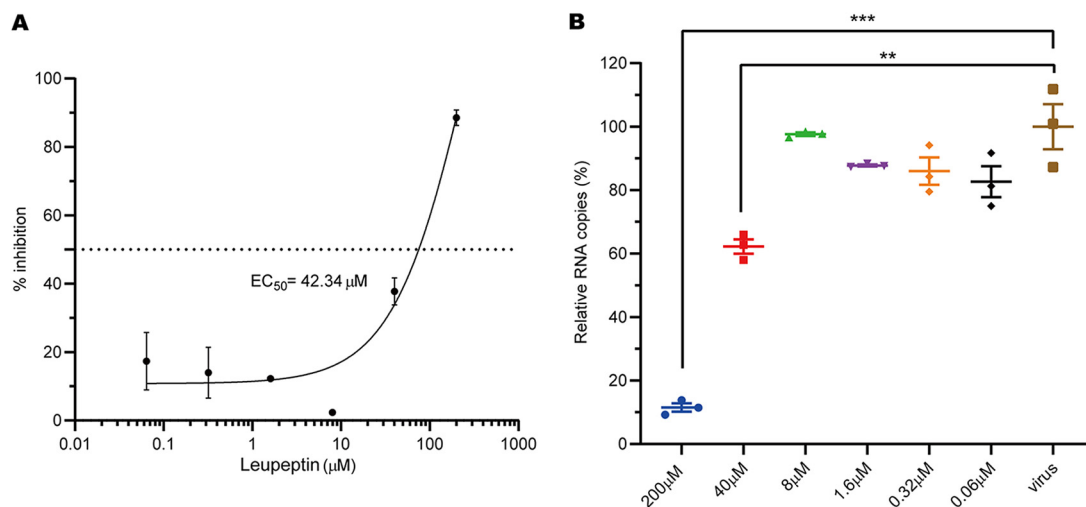 A
100
80
60
40
20
0
% inhibition
EC50= 42.34 μM
0.01 0.1 1 10 100 1000
Leupeptin (μM)
B
***
**
120
100
80
60
40
20
0
Relative RNA copies (%)
200μM 40μM 8μM 1.6μM 0.32μM 0.06μM virus